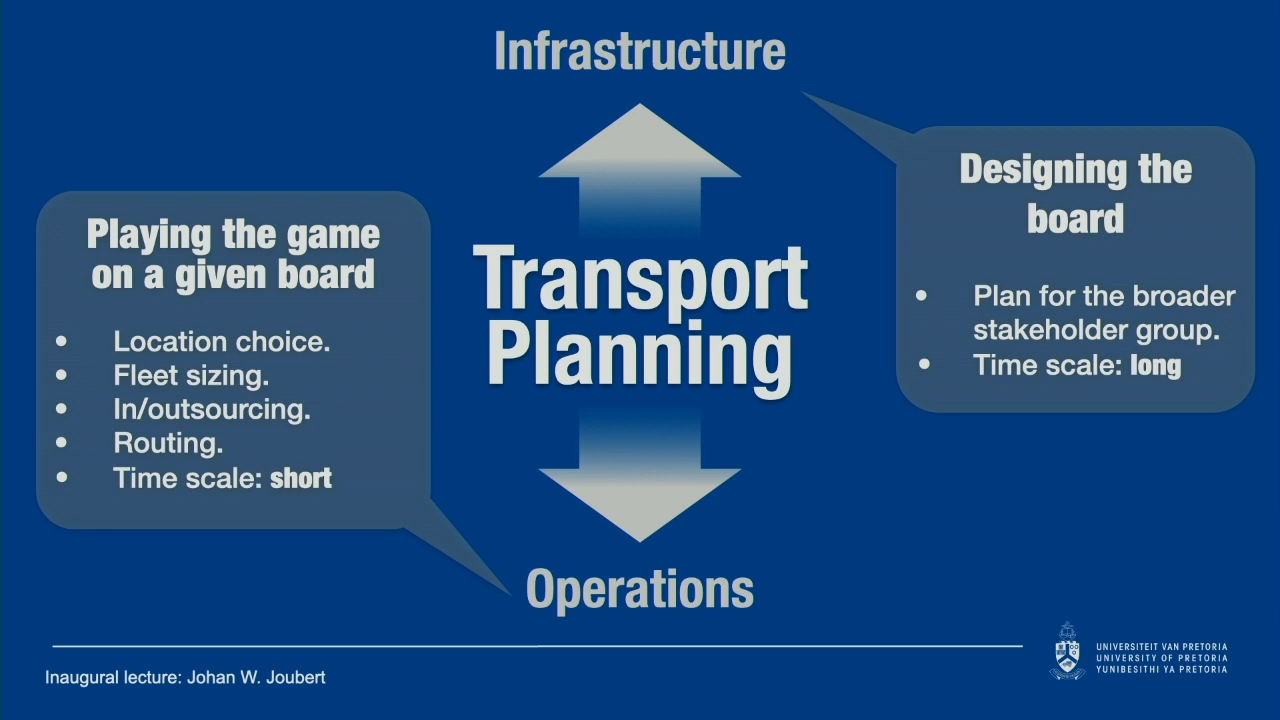 Infrastructure
Designing the
board
• Plan for the broader
stakeholder group.
• Time scale: long
Playing the game
on a given board
• Location choice.
• Fleet sizing.
• In/outsourcing.
• Routing.
• Time scale: short
Transport
Planning
Operations
Inaugural lecture: Johan W. Joubert
UNIVERSITEIT VAN PRETORIA
UNIVERSITY OF PRETORIA
YUNIBESITHI YA PRETORIA